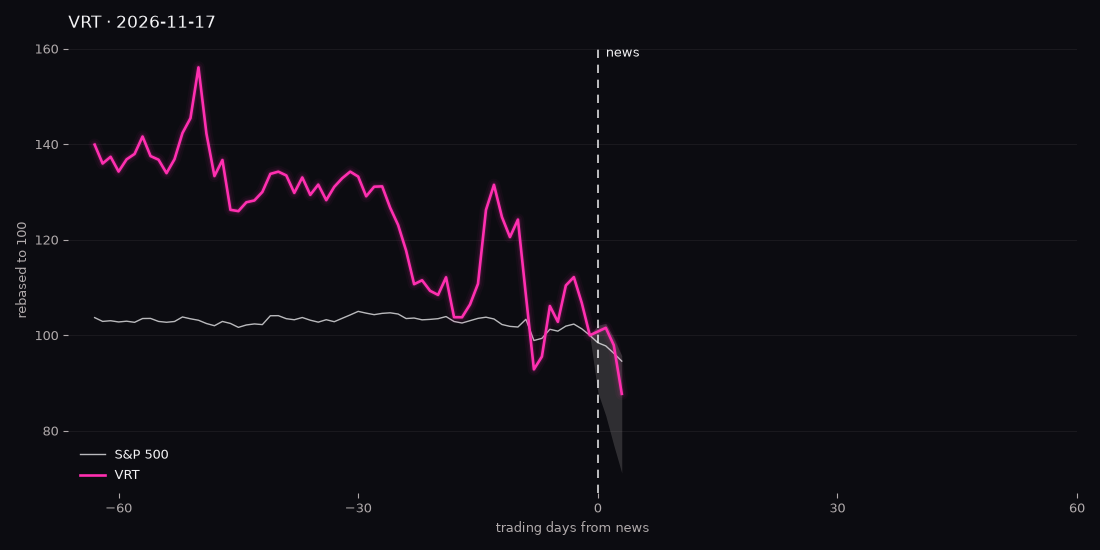 VRT · 2026-11-17
news
160
140
120
100
80
rebased to 100
S&P 500
VRT
−60
−30
0
30
60
trading days from news